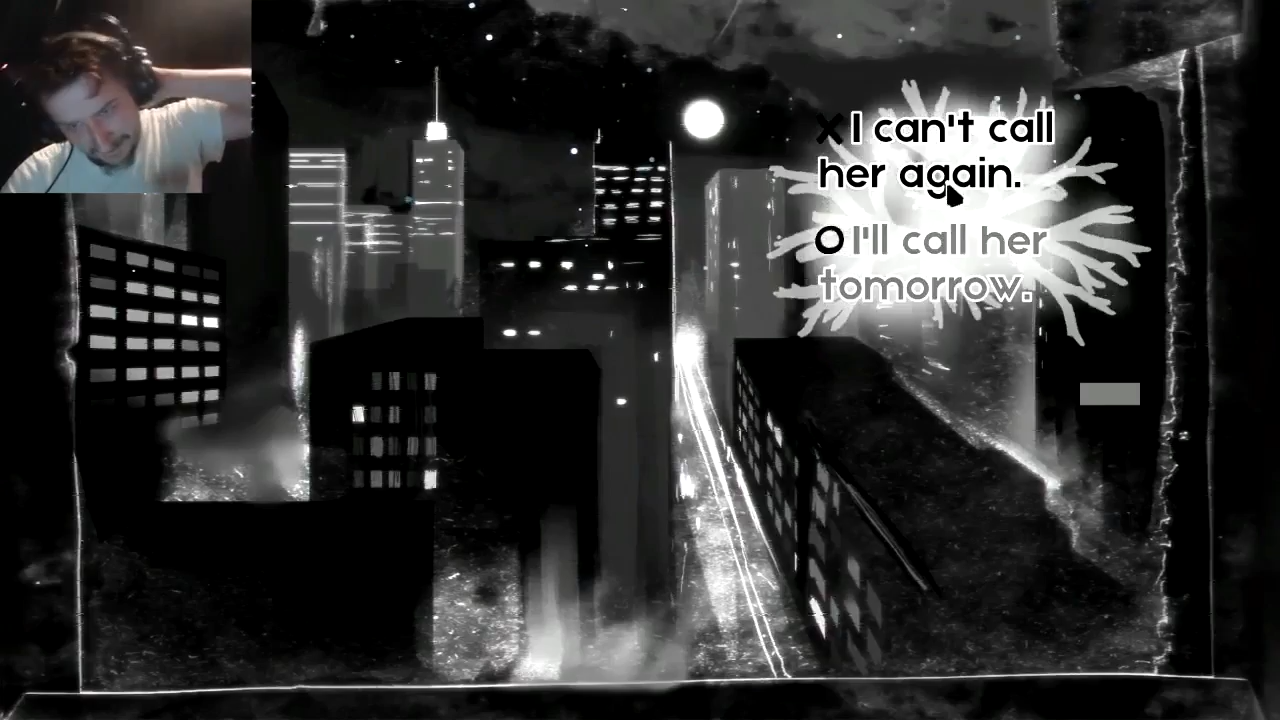 X I can't call
her again.
O I'll call her
tomorrow.